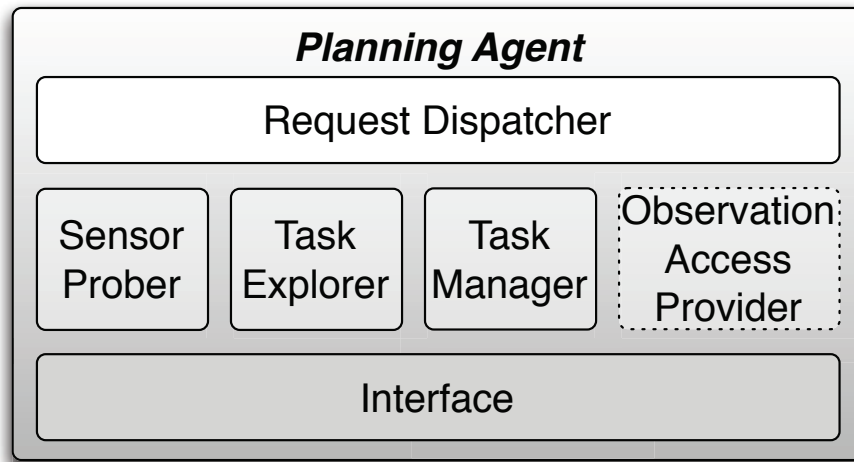 Planning Agent
Request Dispatcher
Sensor
Prober
Task
Explorer
Task
Manager
Observation
Access
Provider
Interface